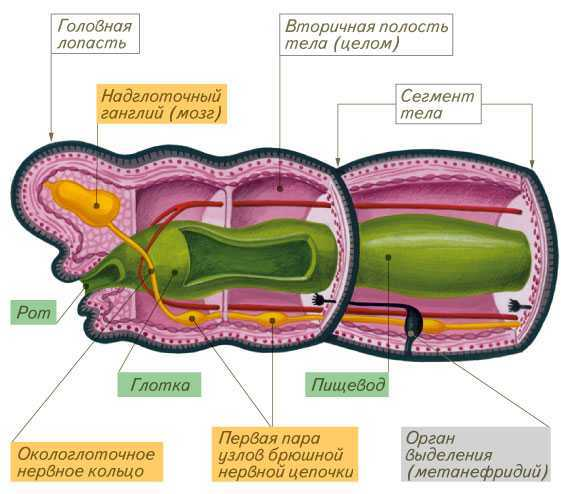 Головная
лопасть
Вторичная полость
тела (целом)
Надглоточный
ганглий (мозг)
Сегмент
тела
Рот
Глотка
Пищевод
Окологлоточное
нервное кольцо
Первая пара
узлов брюшной
нервной цепочки
Орган
выделения
(метанефридий)